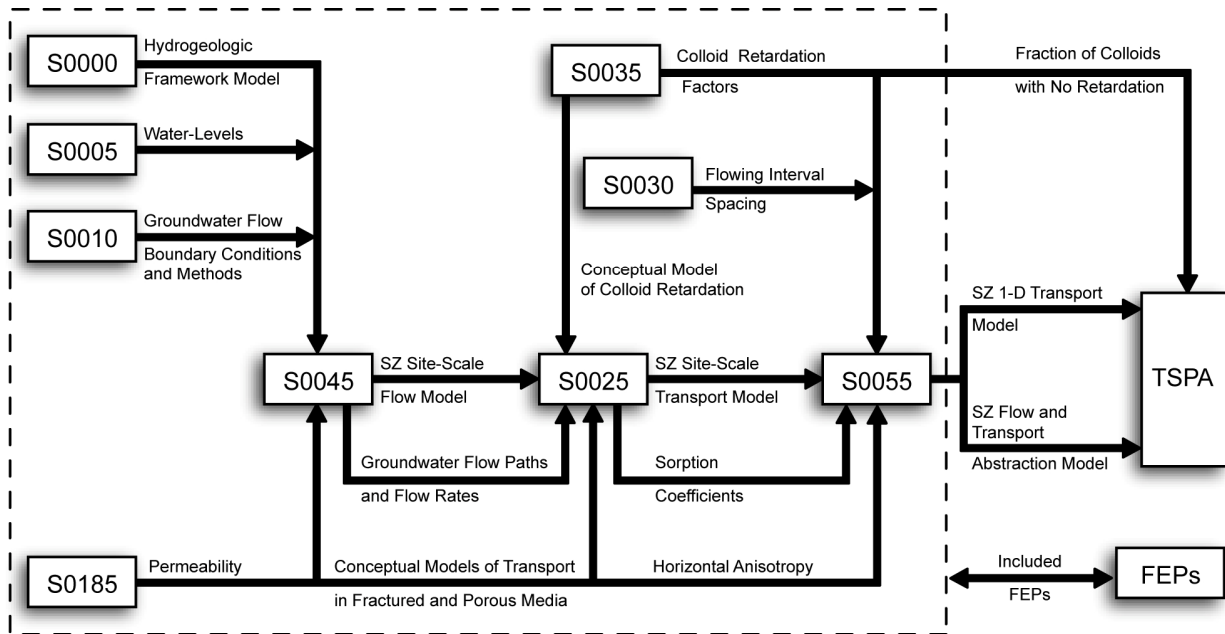 S0000
Hydrogeologic
Framework Model
S0005
Water-Levels
S0010
Groundwater Flow
Boundary Conditions
and Methods
S0035
Colloid Retardation
Factors
Fraction of Colloids
with No Retardation
S0030
Flowing Interval
Spacing
Conceptual Model
of Colloid Retardation
S0045
SZ Site-Scale
Flow Model
S0025
SZ Site-Scale
Transport Model
S0055
SZ 1-D Transport
Model
SZ Flow and
Transport
Abstraction Model
TSPA
Groundwater Flow Paths
and Flow Rates
Sorption
Coefficients
S0185
Permeability
Conceptual Models of Transport
in Fractured and Porous Media
Horizontal Anisotropy
Included
FEPs
FEPs